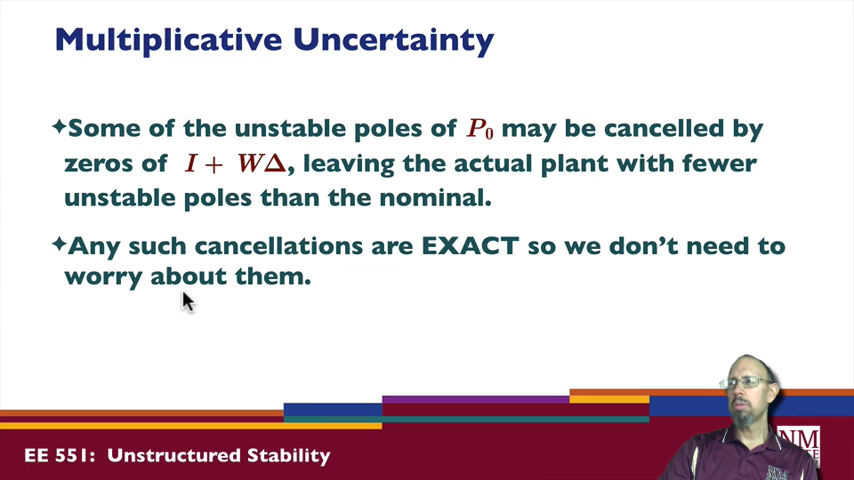 Multiplicative Uncertainty
✦Some of the unstable poles of P₀ may be cancelled by
zeros of I + WΔ, leaving the actual plant with fewer
unstable poles than the nominal.
✦Any such cancellations are EXACT so we don't need to
worry about them.
EE 551: Unstructured Stability
NM